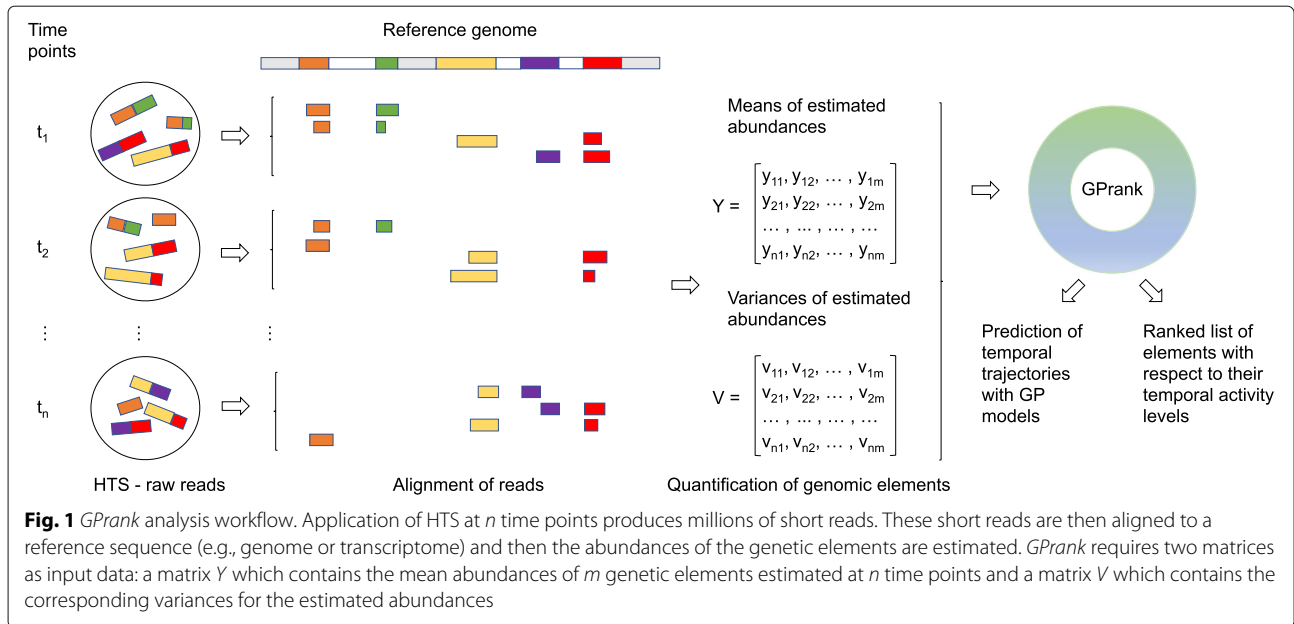 Time
points
Reference genome
t1
t2
⋮ ⋮ ⋮
tn
HTS - raw reads
Alignment of reads
Means of estimated
abundances
Y =
y11, y12, … , y1m
y21, y22, … , y2m
… , … , … , …
yn1, yn2, … , ynm
Variances of estimated
abundances
V =
v11, v12, … , v1m
v21, v22, … , v2m
… , … , … , …
vn1, vn2, … , vnm
Quantification of genomic elements
GPrank
Prediction of
temporal
trajectories
with GP
models
Ranked list of
elements with
respect to their
temporal activity
levels
Fig. 1 GPrank analysis workflow. Application of HTS at n time points produces millions of short reads. These short reads are then aligned to a
reference sequence (e.g., genome or transcriptome) and then the abundances of the genetic elements are estimated. GPrank requires two matrices
as input data: a matrix Y which contains the mean abundances of m genetic elements estimated at n time points and a matrix V which contains the
corresponding variances for the estimated abundances